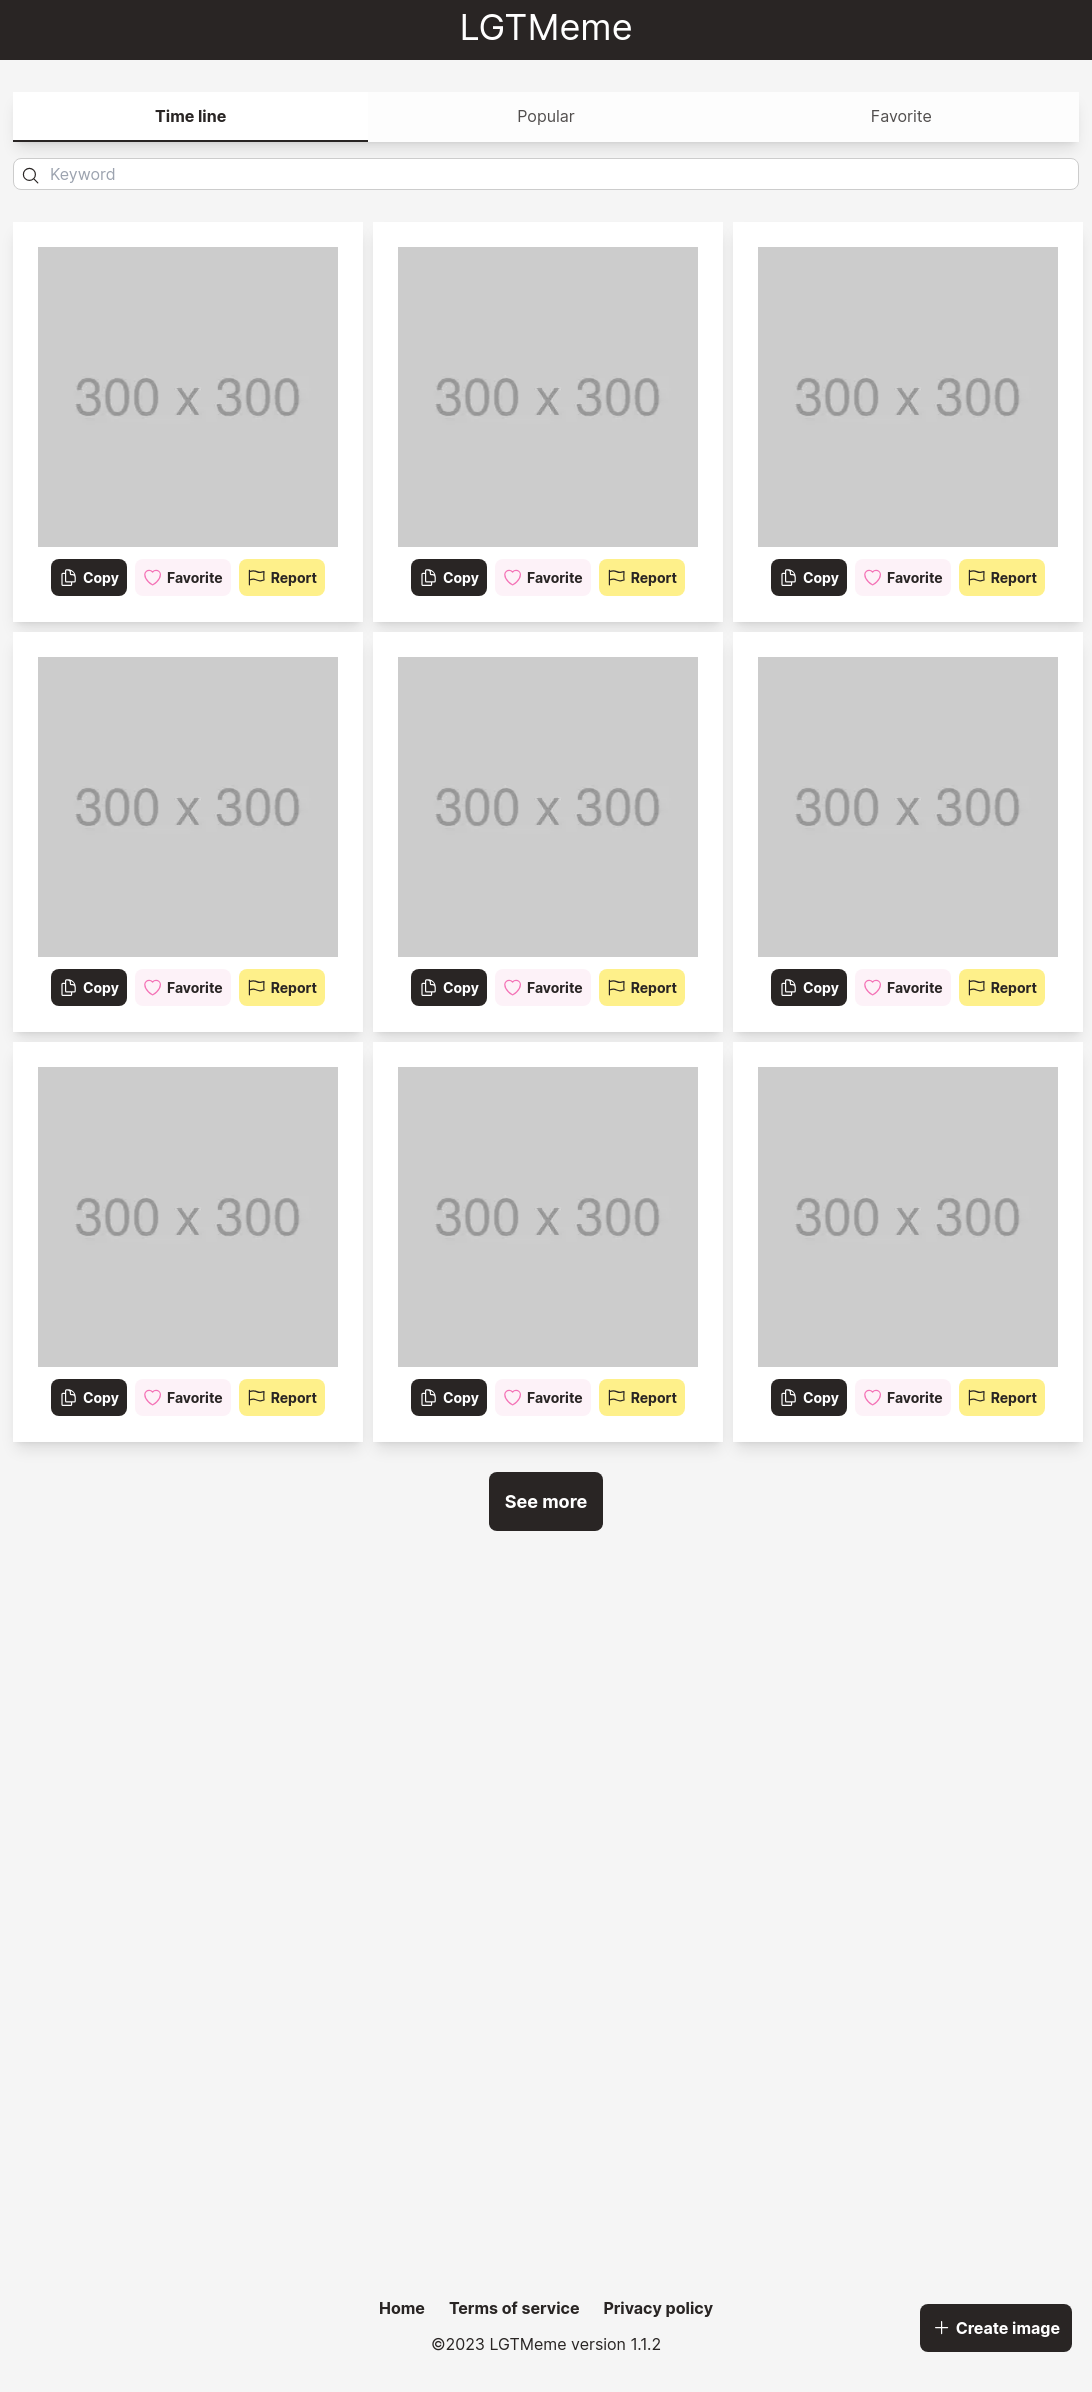 LGTMeme
Time line Popular Favorite
Keyword
300 x 300 300 x 300 300 x 300
Copy Favorite Report Copy Favorite Report Copy Favorite Report
300 x 300 300 x 300 300 x 300
Copy Favorite Report Copy Favorite Report Copy Favorite Report
300 x 300 300 x 300 300 x 300
Copy Favorite Report Copy Favorite Report Copy Favorite Report
See more
Home Terms of service Privacy policy
Create image
©2023 LGTMeme version 1.1.2